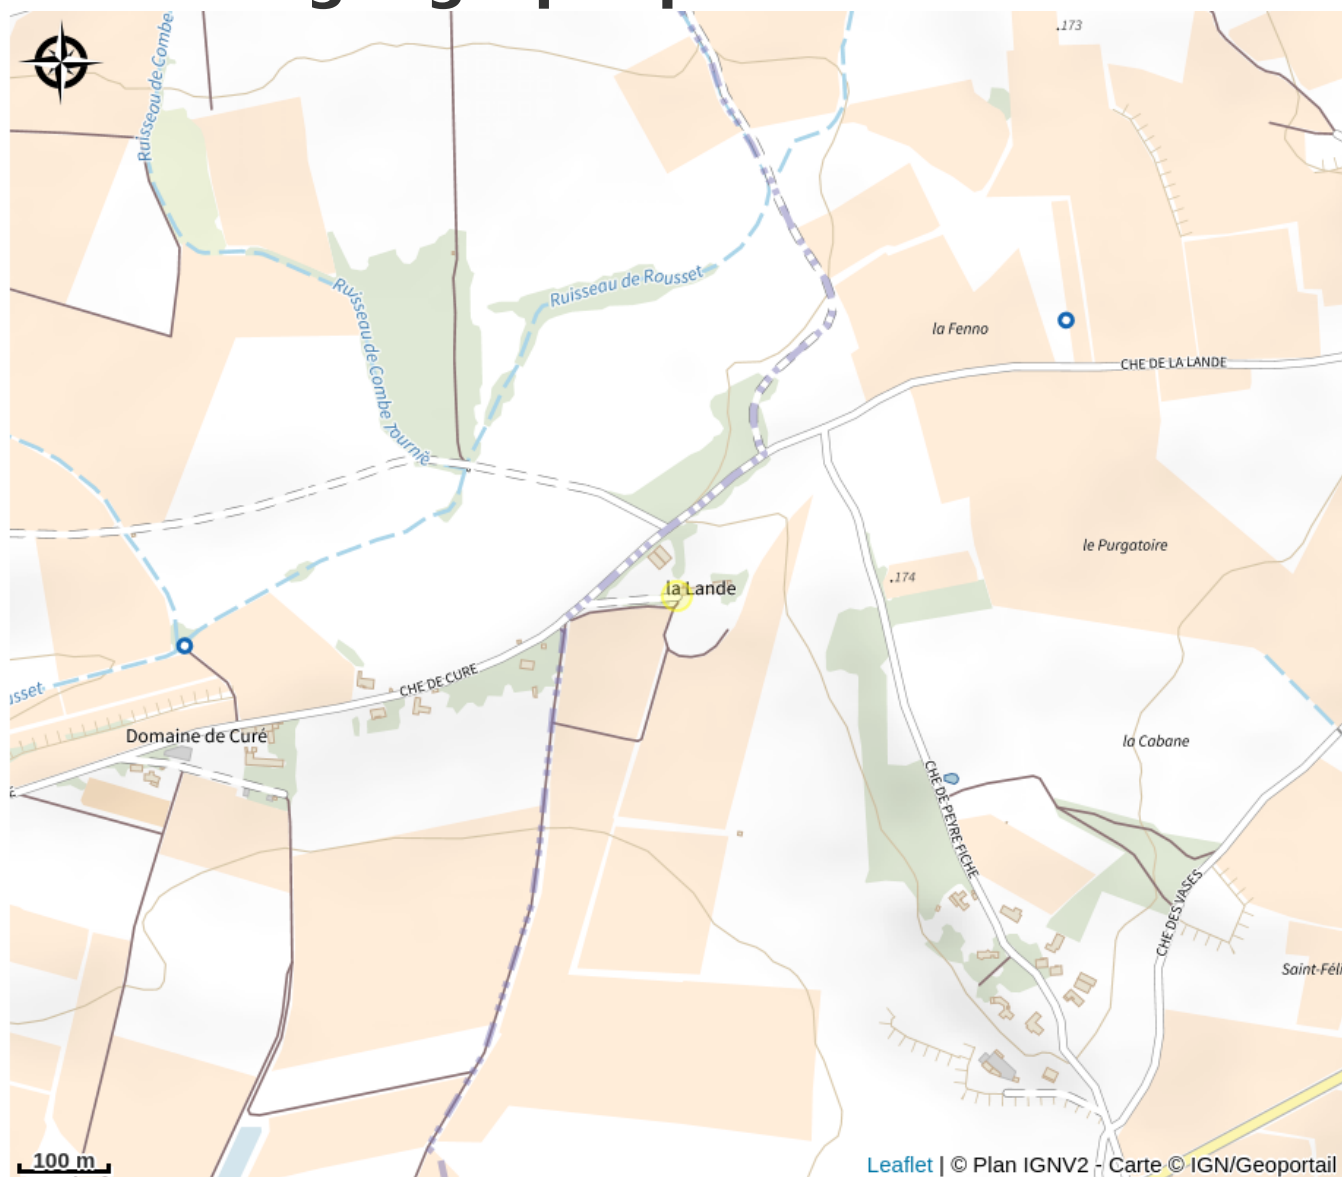 173
Ruisseau de Combe
Ruisseau de Rousset
Ruisseau de Combe Tournié
la Fenno
CHE DE LA LANDE
le Purgatoire
174
la Lande
CHE DE CURE
usset
Domaine de Curé
la Cabane
CHE DE PEYRE FICHE
CHE DES VASES
Saint-Féli
100 m
Leaflet | © Plan IGNV2 - Carte © IGN/Geoportail